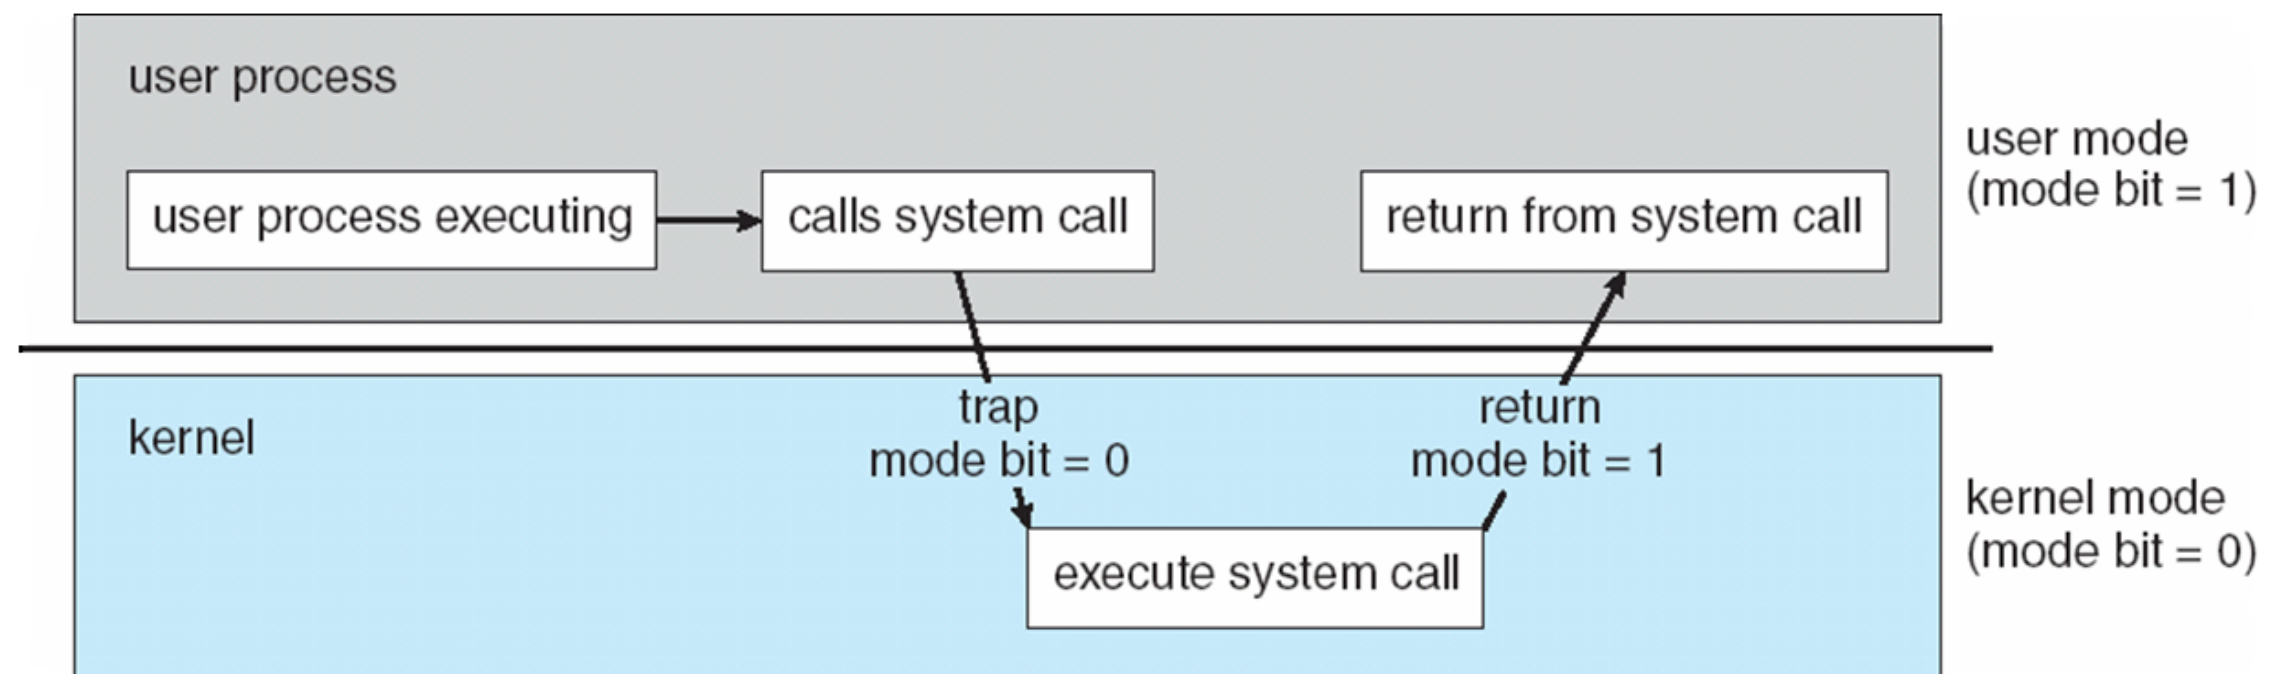 user process
user process executing
calls system call
return from system call
user mode
(mode bit = 1)
kernel
trap
mode bit = 0
return
mode bit = 1
execute system call
kernel mode
(mode bit = 0)